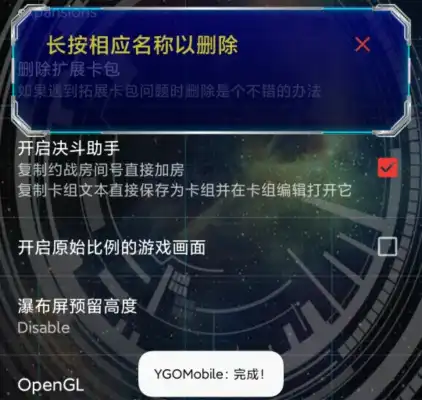 expansions
长按相应名称以删除
删除扩展卡包
如果遇到拓展卡包问题时删除是个不错的办法
开启决斗助手
复制约战房间号直接加房
复制卡组文本直接保存为卡组并在卡组编辑打开它
开启原始比例的游戏画面
瀑布屏预留高度
Disable
YGOMobile: 完成!
OpenGL